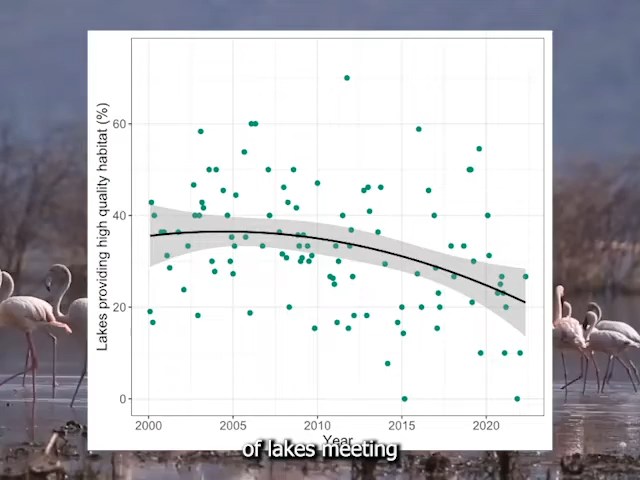 Lakes providing high quality habitat (%)
60
40
20
0
2000 2005 2010 2015 2020
Year
of lakes meeting